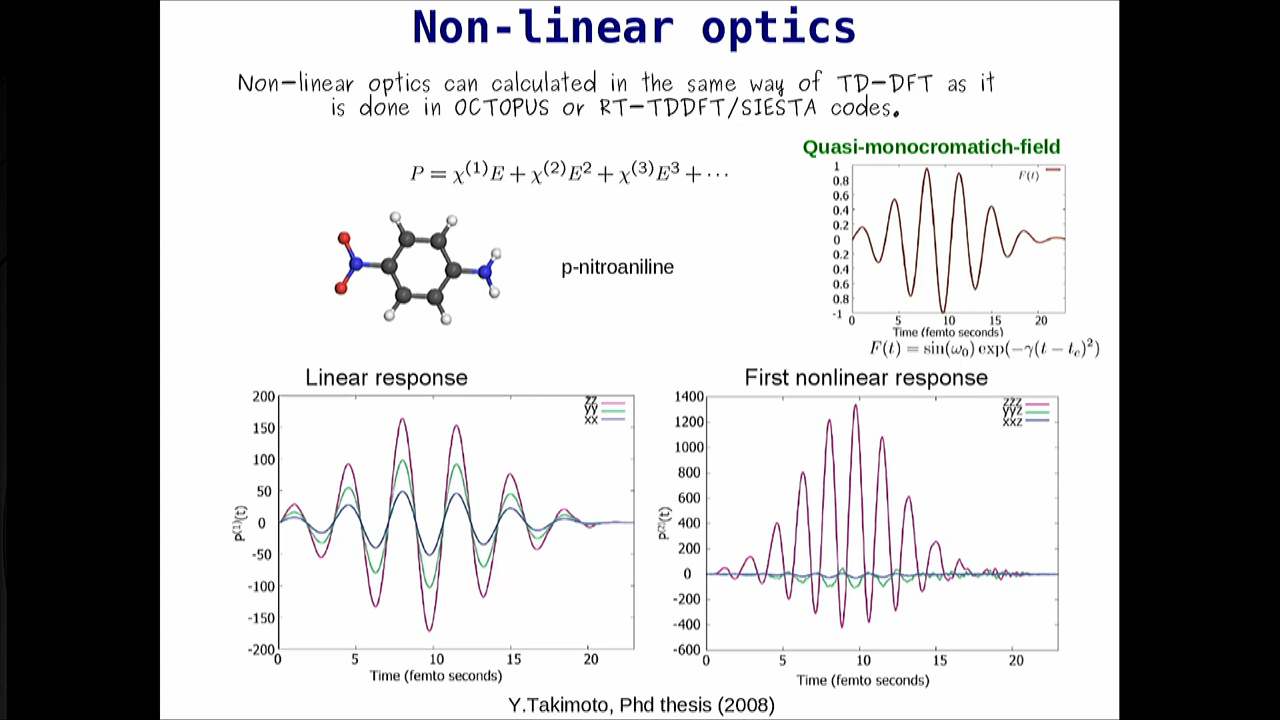 Non-linear optics
Non-linear optics can calculated in the same way of TD-DFT as it
is done in OCTOPUS or RT-TDDFT/SIESTA codes.
P = χ^(1)E + χ^(2)E^2 + χ^(3)E^3 + ···
Quasi-monocromatich-field
F(t)
1
0.8
0.6
0.4
0.2
0
0.2
0.4
0.6
0.8
-1
0 5 10 15 20
Time (femto seconds)
F(t) = sin(ω_0) exp(−γ(t − t_c)^2)
p-nitroaniline
Linear response
zz
yy
xx
200
150
100
50
0
-50
-100
-150
-200
P^(1)(t)
0 5 10 15 20
Time (femto seconds)
First nonlinear response
zzz
yyz
xxz
1400
1200
1000
800
600
400
200
0
-200
-400
-600
P^(2)(t)
0 5 10 15 20
Time (femto seconds)
Y.Takimoto, Phd thesis (2008)